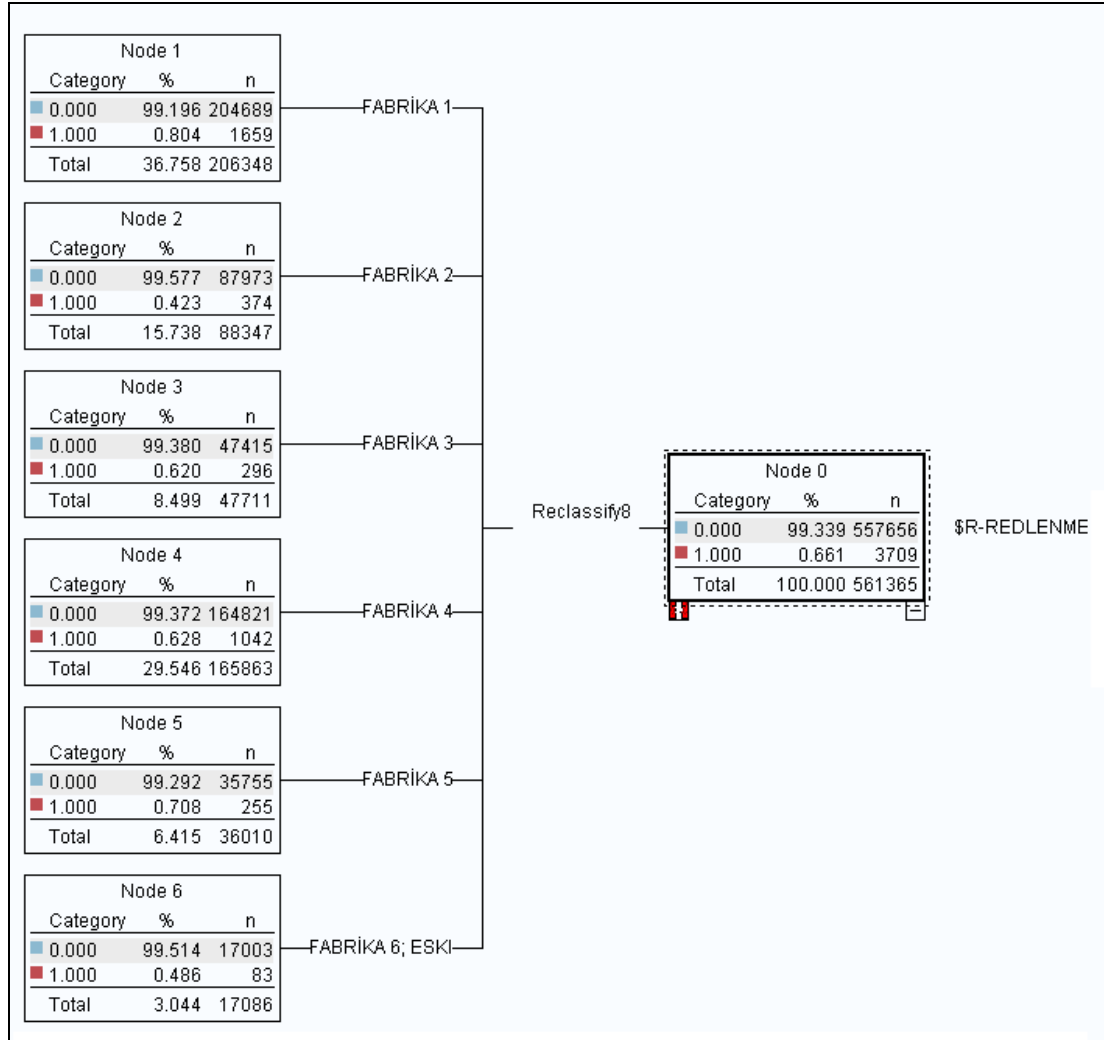 Node 1
Category % n
0.000 99.196 204689
1.000 0.804 1659
Total 36.758 206348
FABRİKA 1
Node 2
Category % n
0.000 99.577 87973
1.000 0.423 374
Total 15.738 88347
FABRİKA 2
Node 3
Category % n
0.000 99.380 47415
1.000 0.620 296
Total 8.499 47711
FABRİKA 3
Node 4
Category % n
0.000 99.372 164821
1.000 0.628 1042
Total 29.546 165863
FABRİKA 4
Node 5
Category % n
0.000 99.292 35755
1.000 0.708 255
Total 6.415 36010
FABRİKA 5
Node 6
Category % n
0.000 99.514 17003
1.000 0.486 83
Total 3.044 17086
FABRİKA 6; ESKI
Reclassify8
Node 0
Category % n
0.000 99.339 557656
1.000 0.661 3709
Total 100.000 561365
$R-REDLENME